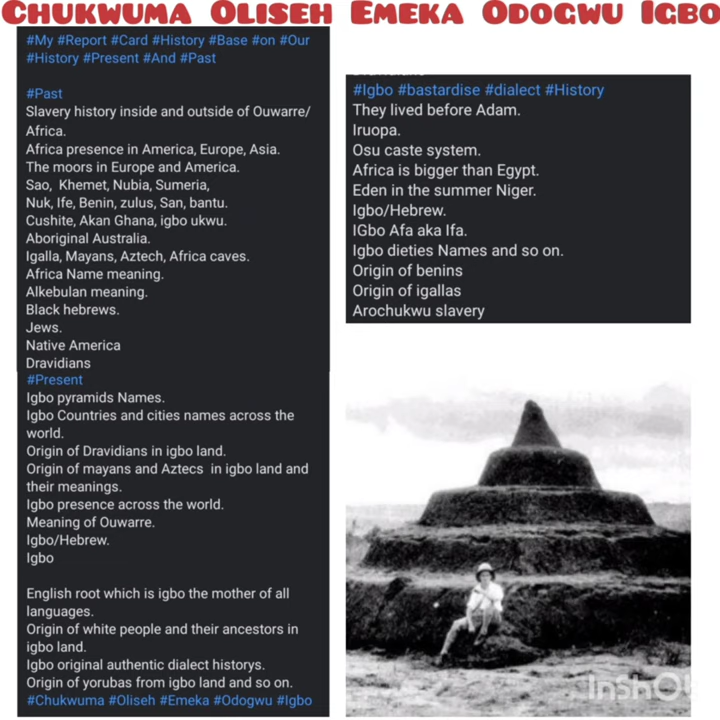 CHUKWUMA OLISEH EMEKA ODOGWU IGBO
#My #Report #Card #History #Base #on #Our
#History #Present #And #Past
#Past
Slavery history inside and outside of Ouwarre/
Africa.
Africa presence in America, Europe, Asia.
The moors in Europe and America.
Sao, Khemet, Nubia, Sumeria,
Nuk, Ife, Benin, zulus, San, bantu.
Cushite, Akan Ghana, igbo ukwu.
Aboriginal Australia.
Igalla, Mayans, Aztech, Africa caves.
Africa Name meaning.
Alkebulan meaning.
Black hebrews.
Jews.
Native America
Dravidians
#Present
Igbo pyramids Names.
Igbo Countries and cities names across the
world.
Origin of Dravidians in igbo land.
Origin of mayans and Aztecs in igbo land and
their meanings.
Igbo presence across the world.
Meaning of Ouwarre.
Igbo/Hebrew.
Igbo
English root which is igbo the mother of all
languages.
Origin of white people and their ancestors in
igbo land.
Igbo original authentic dialect historys.
Origin of yorubas from igbo land and so on.
#Chukwuma #Oliseh #Emeka #Odogwu #Igbo
#Igbo #bastardise #dialect #History
They lived before Adam.
Iruopa.
Osu caste system.
Africa is bigger than Egypt.
Eden in the summer Niger.
Igbo/Hebrew.
IGbo Afa aka Ifa.
Igbo dieties Names and so on.
Origin of benins
Origin of igallas
Arochukwu slavery